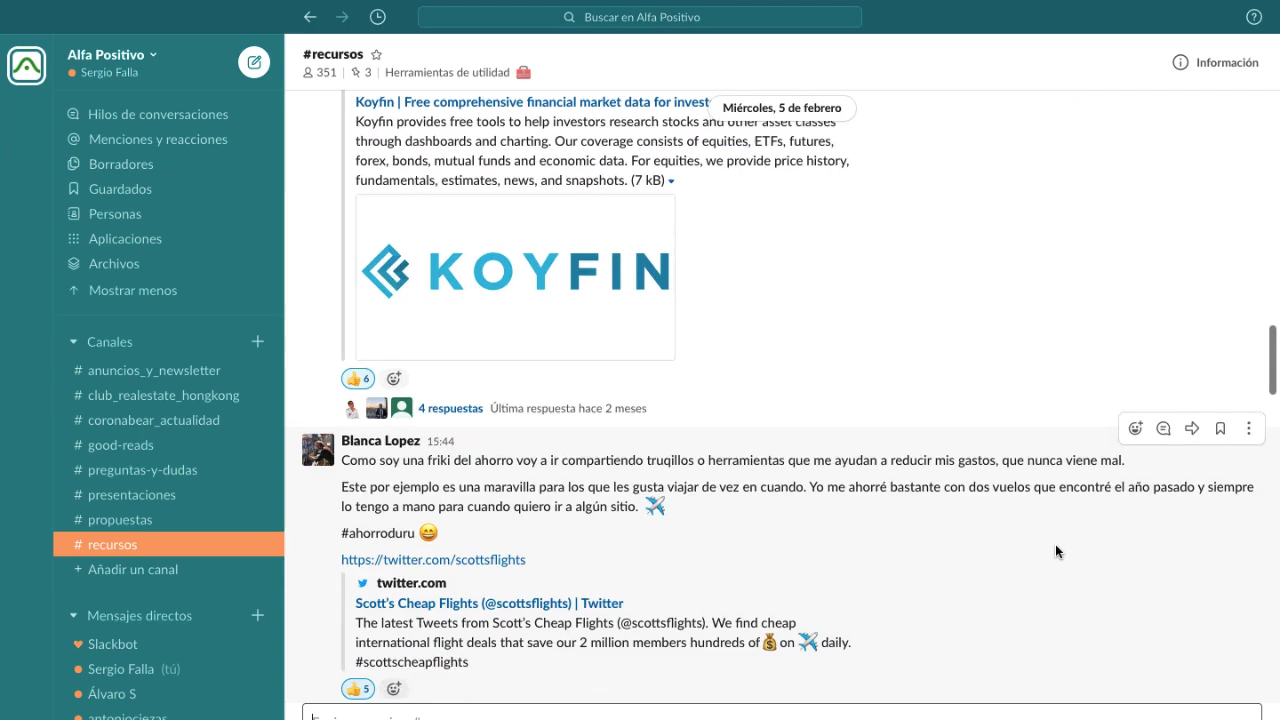 Buscar en Alfa Positivo
Alfa Positivo
Sergio Falla
Hilos de conversaciones
Menciones y reacciones
Borradores
Guardados
Personas
Aplicaciones
Archivos
Mostrar menos
Canales
# anuncios_y_newsletter
# club_realestate_hongkong
# coronabear_actualidad
# good-reads
# preguntas-y-dudas
# presentaciones
# propuestas
# recursos
+ Añadir un canal
Mensajes directos
Slackbot
Sergio Falla (tú)
Álvaro S
antoniociezas
#recursos
351 | 3 | Herramientas de utilidad
Información
Miércoles, 5 de febrero
Koyfin | Free comprehensive financial market data for invest
Koyfin provides free tools to help investors research stocks and other asset classes
through dashboards and charting. Our coverage consists of equities, ETFs, futures,
forex, bonds, mutual funds and economic data. For equities, we provide price history,
fundamentals, estimates, news, and snapshots. (7 kB)
KOYFIN
6
4 respuestas Última respuesta hace 2 meses
Blanca Lopez 15:44
Como soy una friki del ahorro voy a ir compartiendo truqillos o herramientas que me ayudan a reducir mis gastos, que nunca viene mal.
Este por ejemplo es una maravilla para los que les gusta viajar de vez en cuando. Yo me ahorré bastante con dos vuelos que encontré el año pasado y siempre
lo tengo a mano para cuando quiero ir a algún sitio. ✈️
#ahorroduru 😄
https://twitter.com/scottsflights
twitter.com
Scott's Cheap Flights (@scottsflights) | Twitter
The latest Tweets from Scott's Cheap Flights (@scottsflights). We find cheap
international flight deals that save our 2 million members hundreds of 💰 on ✈️ daily.
#scottscheapflights
5